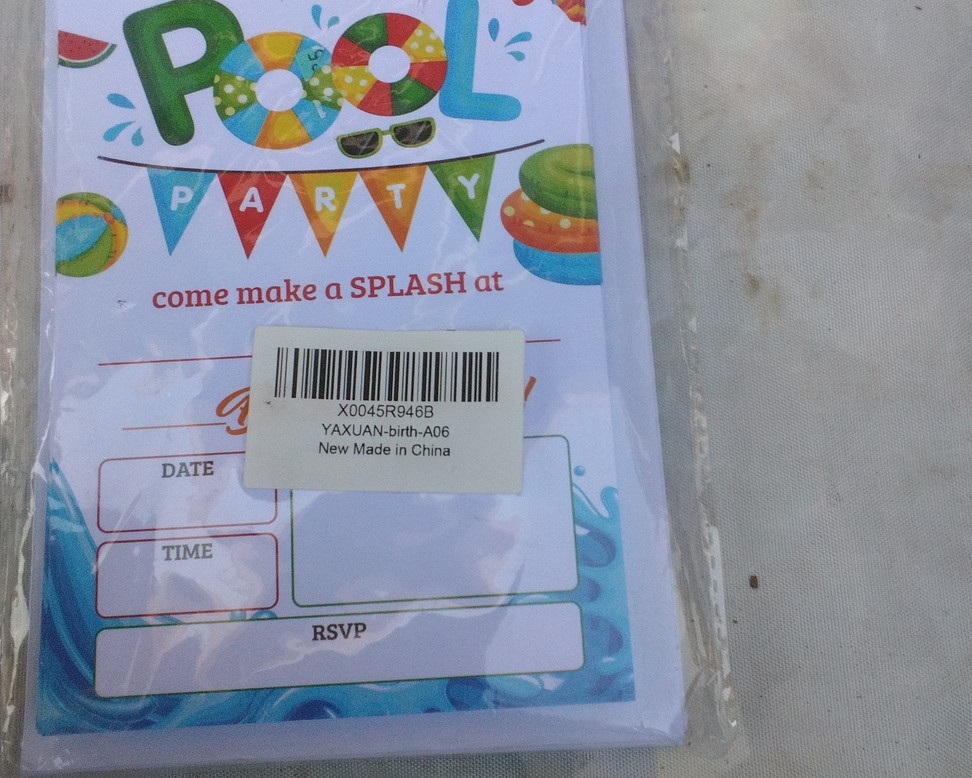 POOL
PARTY
come make a SPLASH at
X0045R946B
YAXUAN-birth-A06
New Made in China
DATE
TIME
RSVP